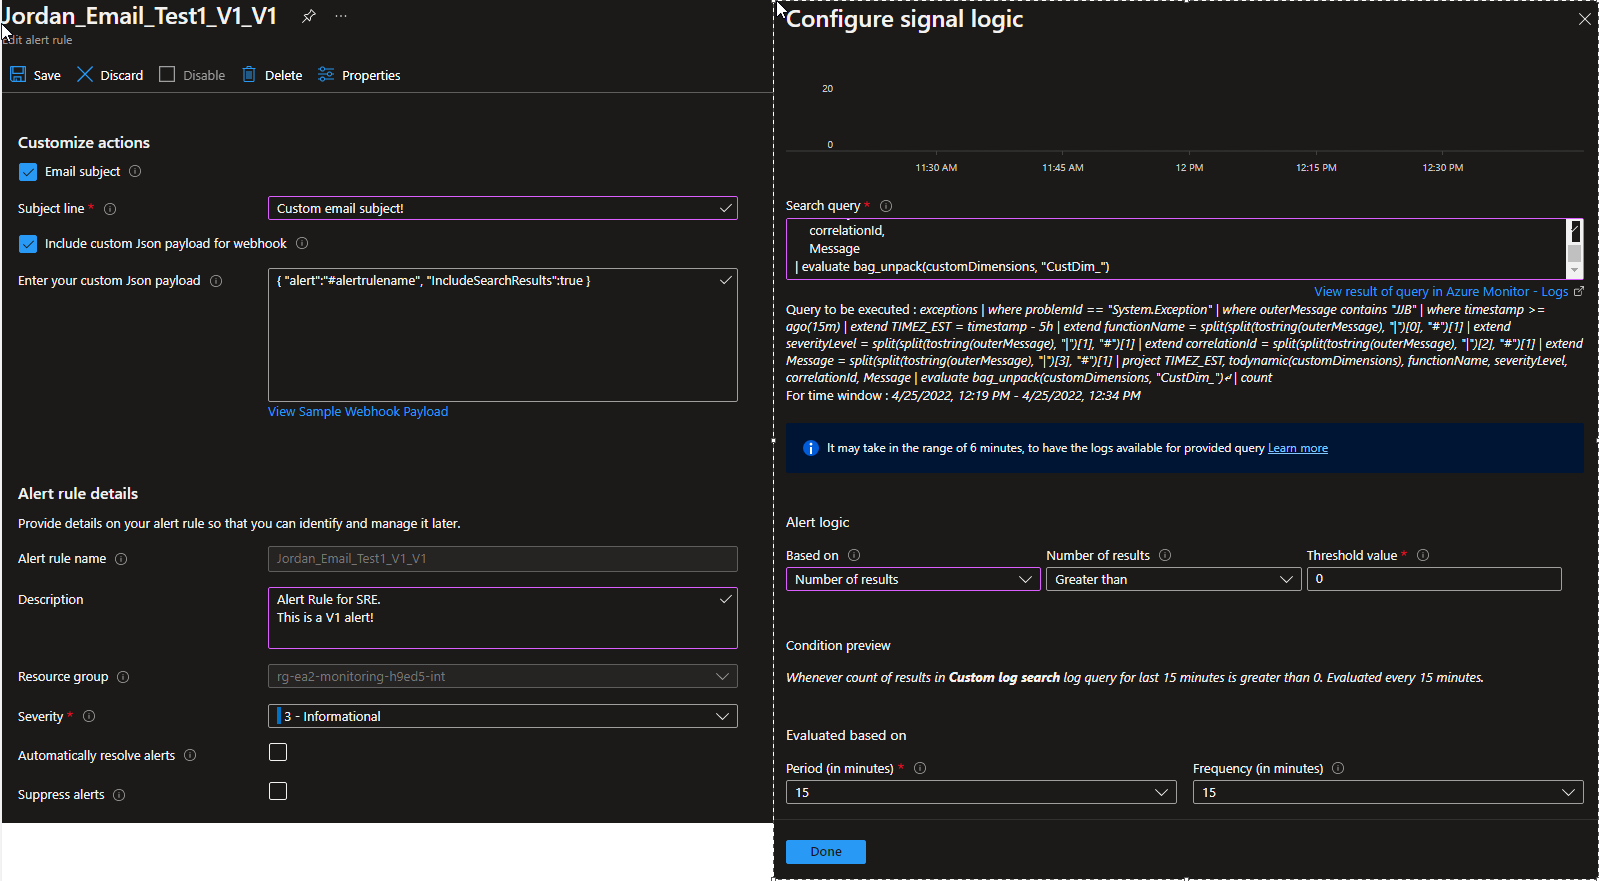 Jordan_Email_Test1_V1_V1
Edit alert rule
Save
Discard
Disable
Delete
Properties
Customize actions
Email subject
Subject line *
Custom email subject!
Include custom Json payload for webhook
Enter your custom Json payload
{ "alert":"#alertrulename", "IncludeSearchResults":true }
View Sample Webhook Payload
Alert rule details
Provide details on your alert rule so that you can identify and manage it later.
Alert rule name
Jordan_Email_Test1_V1_V1
Description
Alert Rule for SRE.
This is a V1 alert!
Resource group
rg-ea2-monitoring-h9ed5-int
Severity *
3 - Informational
Automatically resolve alerts
Suppress alerts
Configure signal logic
20
0
11:30 AM
11:45 AM
12 PM
12:15 PM
12:30 PM
Search query *
correlationId,
Message
| evaluate bag_unpack(customDimensions, "CustDim_")
View result of query in Azure Monitor - Logs
Query to be executed : exceptions | where problemId == "System.Exception" | where outerMessage contains "JJB" | where timestamp >=
ago(15m) | extend TIMEZ_EST = timestamp - 5h | extend functionName = split(split(tostring(outerMessage), "|")[0], "#")[1] | extend
severityLevel = split(split(tostring(outerMessage), "|")[1], "#")[1] | extend correlationId = split(split(tostring(outerMessage), "|")[2], "#")[1] | extend
Message = split(split(tostring(outerMessage), "|")[3], "#")[1] | project TIMEZ_EST, todynamic(customDimensions), functionName, severityLevel,
correlationId, Message | evaluate bag_unpack(customDimensions, "CustDim_")↲| count
For time window : 4/25/2022, 12:19 PM - 4/25/2022, 12:34 PM
It may take in the range of 6 minutes, to have the logs available for provided query Learn more
Alert logic
Based on
Number of results
Threshold value *
Number of results
Greater than
0
Condition preview
Whenever count of results in Custom log search log query for last 15 minutes is greater than 0. Evaluated every 15 minutes.
Evaluated based on
Period (in minutes) *
Frequency (in minutes)
15
15
Done